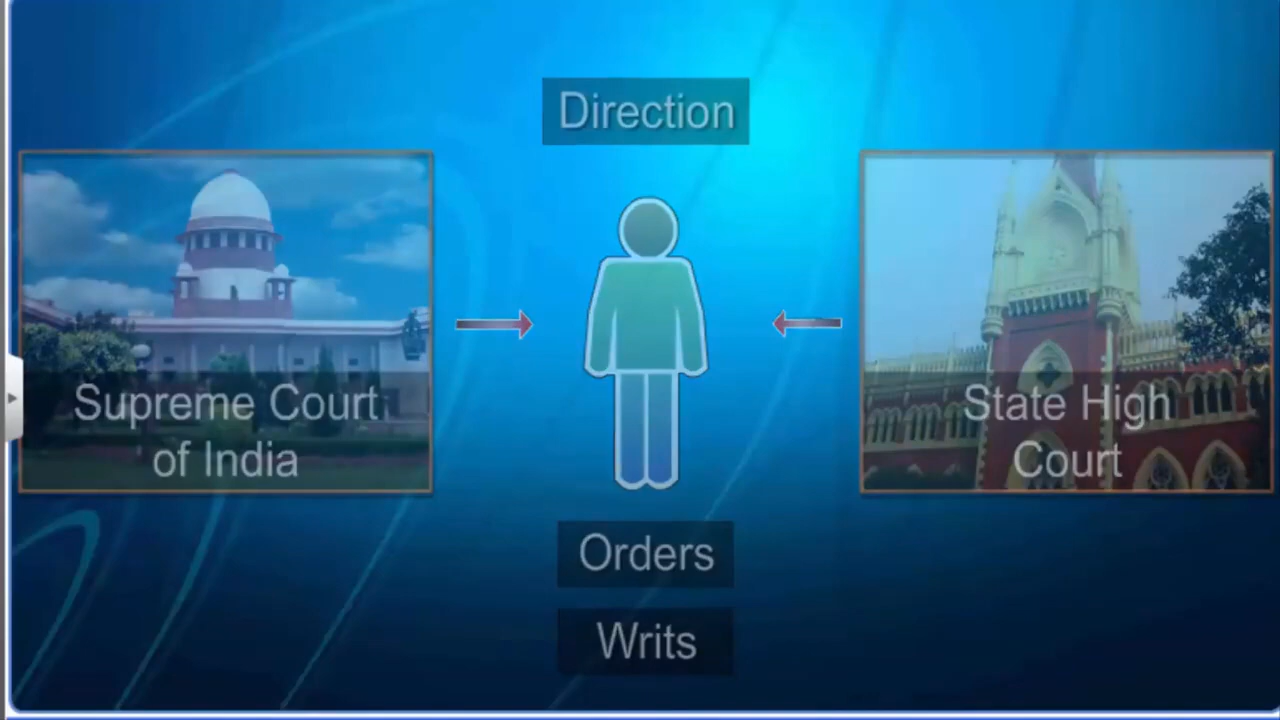 Direction
Supreme Court
of India
State High
Court
Orders
Writs